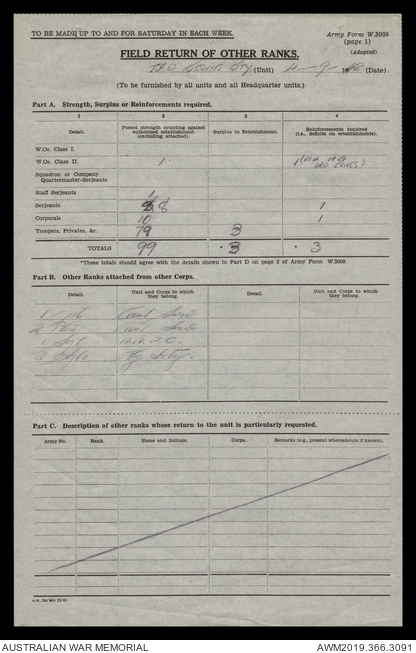 TO BE MADE UP TO AND FOR SATURDAY IN EACH WEEK.
Army Form W.3009
(page 1)
(Adapted)
FIELD RETURN OF OTHER RANKS.
(Unit) 4-9-1942 (Date).
(To be furnished by all units and all Headquarter units.)
Part A. Strength, Surplus or Reinforcements required.
1 2 3 4
Detail. Posted strength counting against authorised establishment (excluding attached). Surplus to Establishment. Reinforcements required (i.e., deficits on establishment).
W.Os. Class I.
W.Os. Class II. 1 1
Squadron or Company Quartermaster-Serjeants
Staff Serjeants 1
Serjeants 8 1
Corporals 10 1
Troopers, Privates, &c. 79 3
TOTALS 99 · 3 · 3
*These totals should agree with the details shown in Part D on page 2 of Army Form W.3009.
Part B. Other Ranks attached from other Corps.
Detail. Unit and Corps to which they belong. Detail. Unit and Corps to which they belong.
Part C. Description of other ranks whose return to the unit is particularly requested.
Army No. Rank. Name and Initials. Corps. Remarks (e.g., present whereabouts if known).
AUSTRALIAN WAR MEMORIAL
AWM2019.366.3091